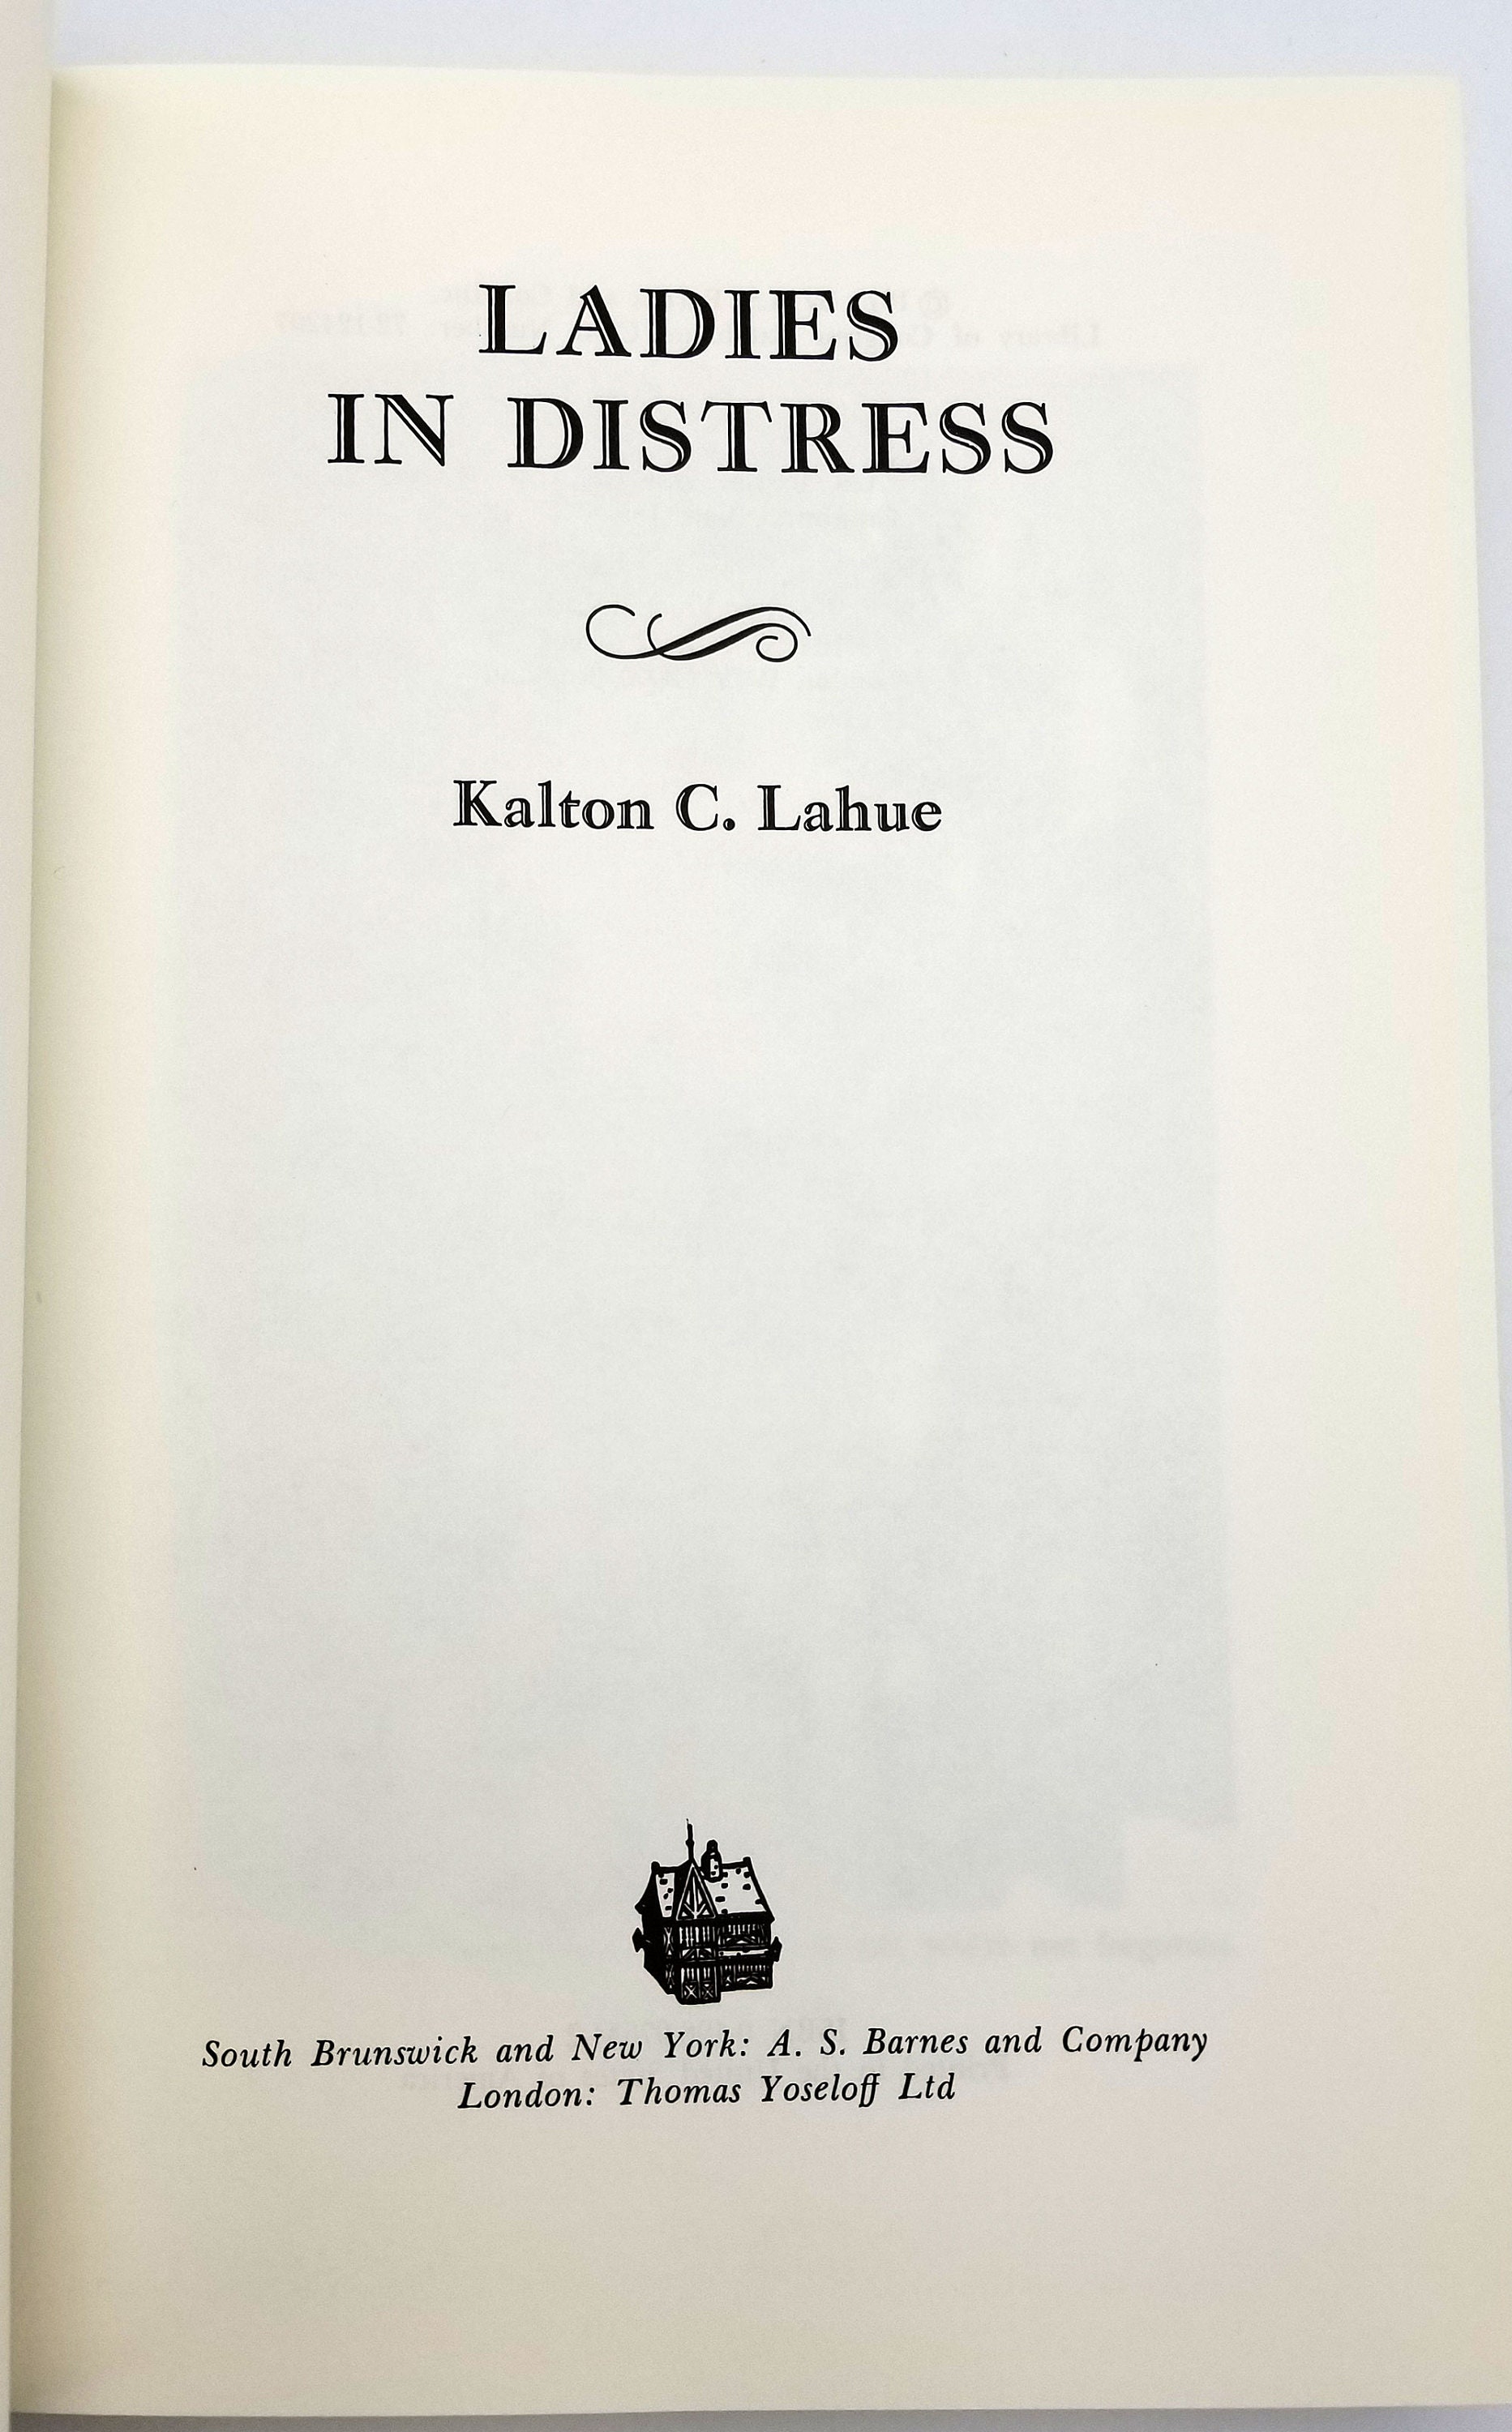 LADIES
IN DISTRESS
Kalton C. Lahue
South Brunswick and New York: A. S. Barnes and Company
London: Thomas Yoseloff Ltd